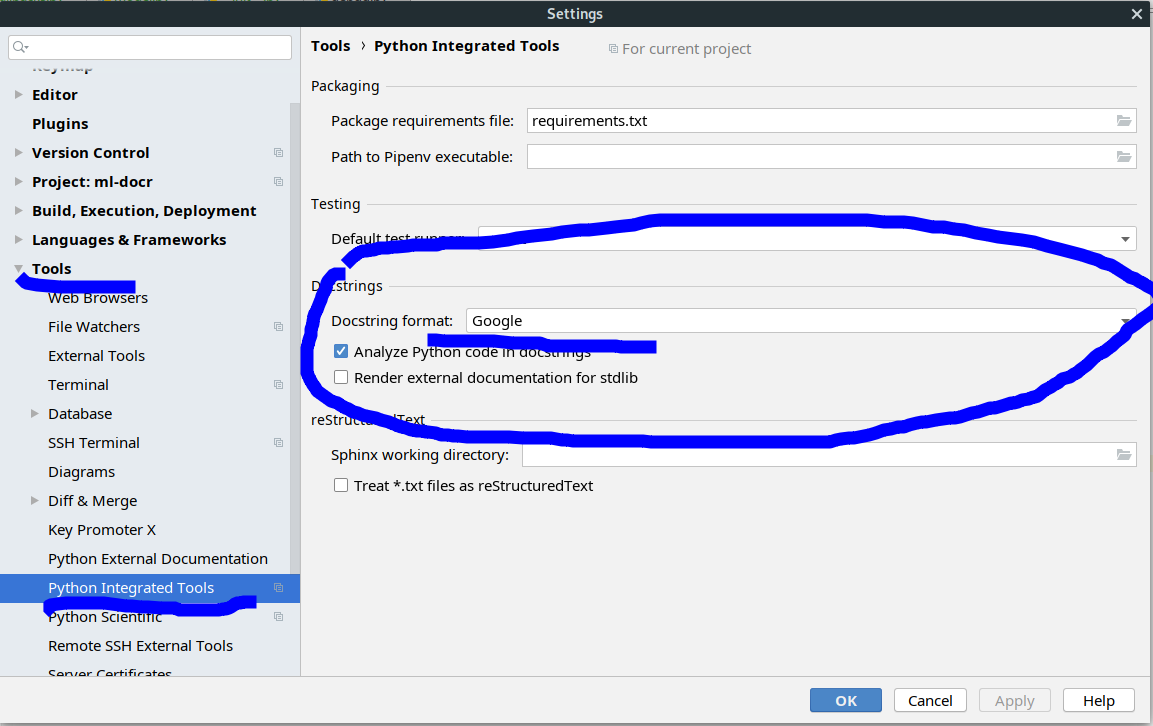 Settings
Tools › Python Integrated Tools
For current project
Editor
Plugins
Version Control
Project: ml-docr
Build, Execution, Deployment
Languages & Frameworks
Tools
Web Browsers
File Watchers
External Tools
Terminal
Database
SSH Terminal
Diagrams
Diff & Merge
Key Promoter X
Python External Documentation
Python Integrated Tools
Python Scientific
Remote SSH External Tools
Server Certificates
Packaging
Package requirements file: requirements.txt
Path to Pipenv executable:
Testing
Default test runner:
Docstrings
Docstring format: Google
Analyze Python code in docstrings
Render external documentation for stdlib
reStructuredText
Sphinx working directory:
Treat *.txt files as reStructuredText
OK
Cancel
Apply
Help